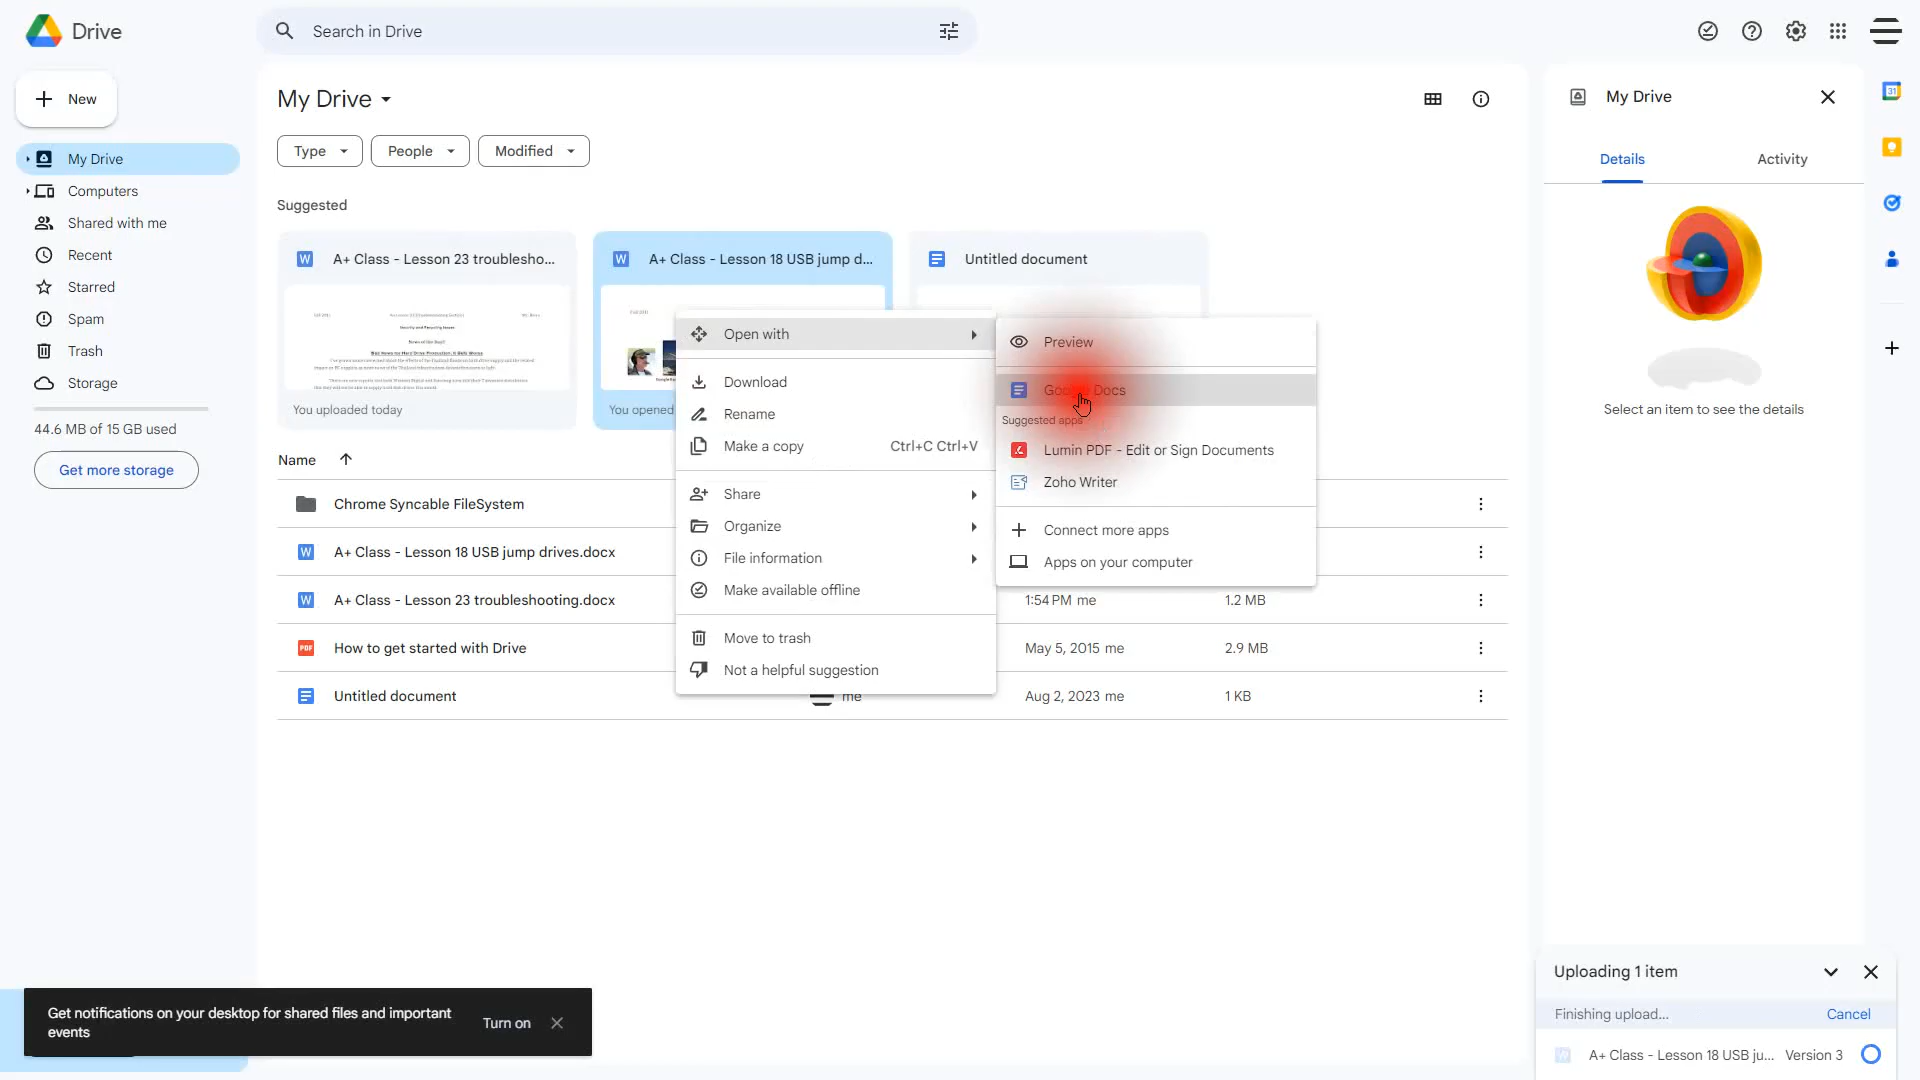 Drive
Search in Drive
New
My Drive
Computers
Shared with me
Recent
Starred
Spam
Trash
Storage
44.6 MB of 15 GB used
Get more storage
My Drive
Type
People
Modified
Suggested
A+ Class - Lesson 23 troublesho...
You uploaded today
A+ Class - Lesson 18 USB jump d...
You opened
Untitled document
Name
Chrome Syncable FileSystem
A+ Class - Lesson 18 USB jump drives.docx
A+ Class - Lesson 23 troubleshooting.docx
1:54 PM me
1.2 MB
How to get started with Drive
May 5, 2015 me
2.9 MB
Untitled document
me
Aug 2, 2023 me
1 KB
Open with
Download
Rename
Make a copy
Ctrl+C Ctrl+V
Share
Organize
File information
Make available offline
Move to trash
Not a helpful suggestion
Preview
Google Docs
Suggested apps
Lumin PDF - Edit or Sign Documents
Zoho Writer
Connect more apps
Apps on your computer
My Drive
Details
Activity
31
Select an item to see the details
Get notifications on your desktop for shared files and important
events
Turn on
Uploading 1 item
Finishing upload...
Cancel
A+ Class - Lesson 18 USB ju...
Version 3